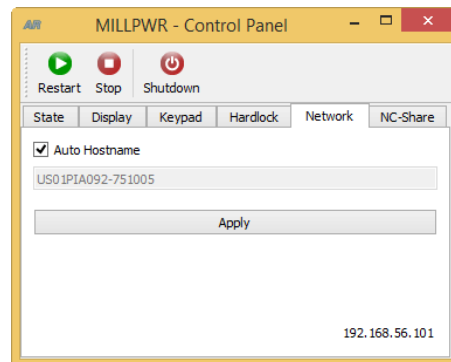 AR MILLPWR - Control Panel
Restart Stop Shutdown
State Display Keypad Hardlock Network NC-Share
Auto Hostname
US01PIA092-751005
Apply
192.168.56.101